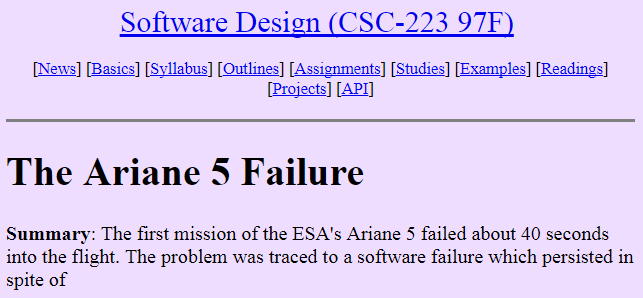 Software Design (CSC-223 97F)
[News] [Basics] [Syllabus] [Outlines] [Assignments] [Studies] [Examples] [Readings]
[Projects] [API]
The Ariane 5 Failure
Summary: The first mission of the ESA's Ariane 5 failed about 40 seconds
into the flight. The problem was traced to a software failure which persisted in
spite of